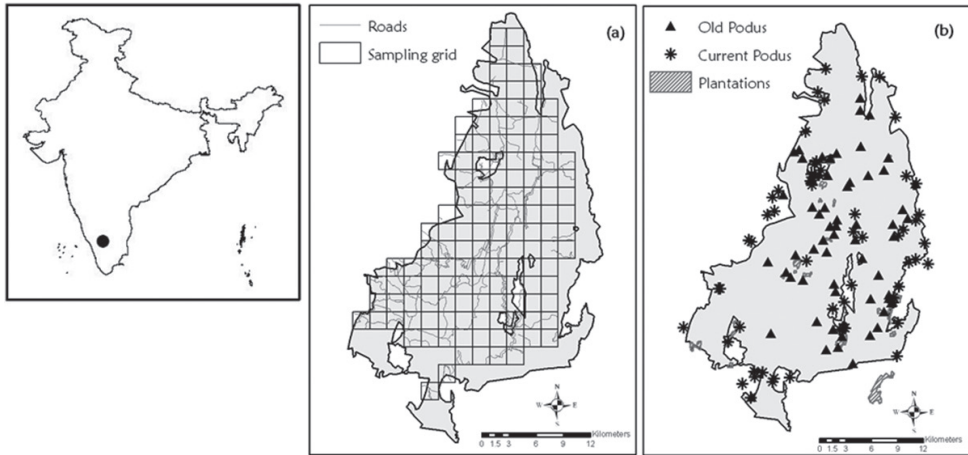 Roads
Sampling grid
(a)
N
W E
S
Kilometers
0 1.5 3 6 9 12
Old Podus
Current Podus
Plantations
(b)
N
W E
S
Kilometers
0 1.5 3 6 9 12